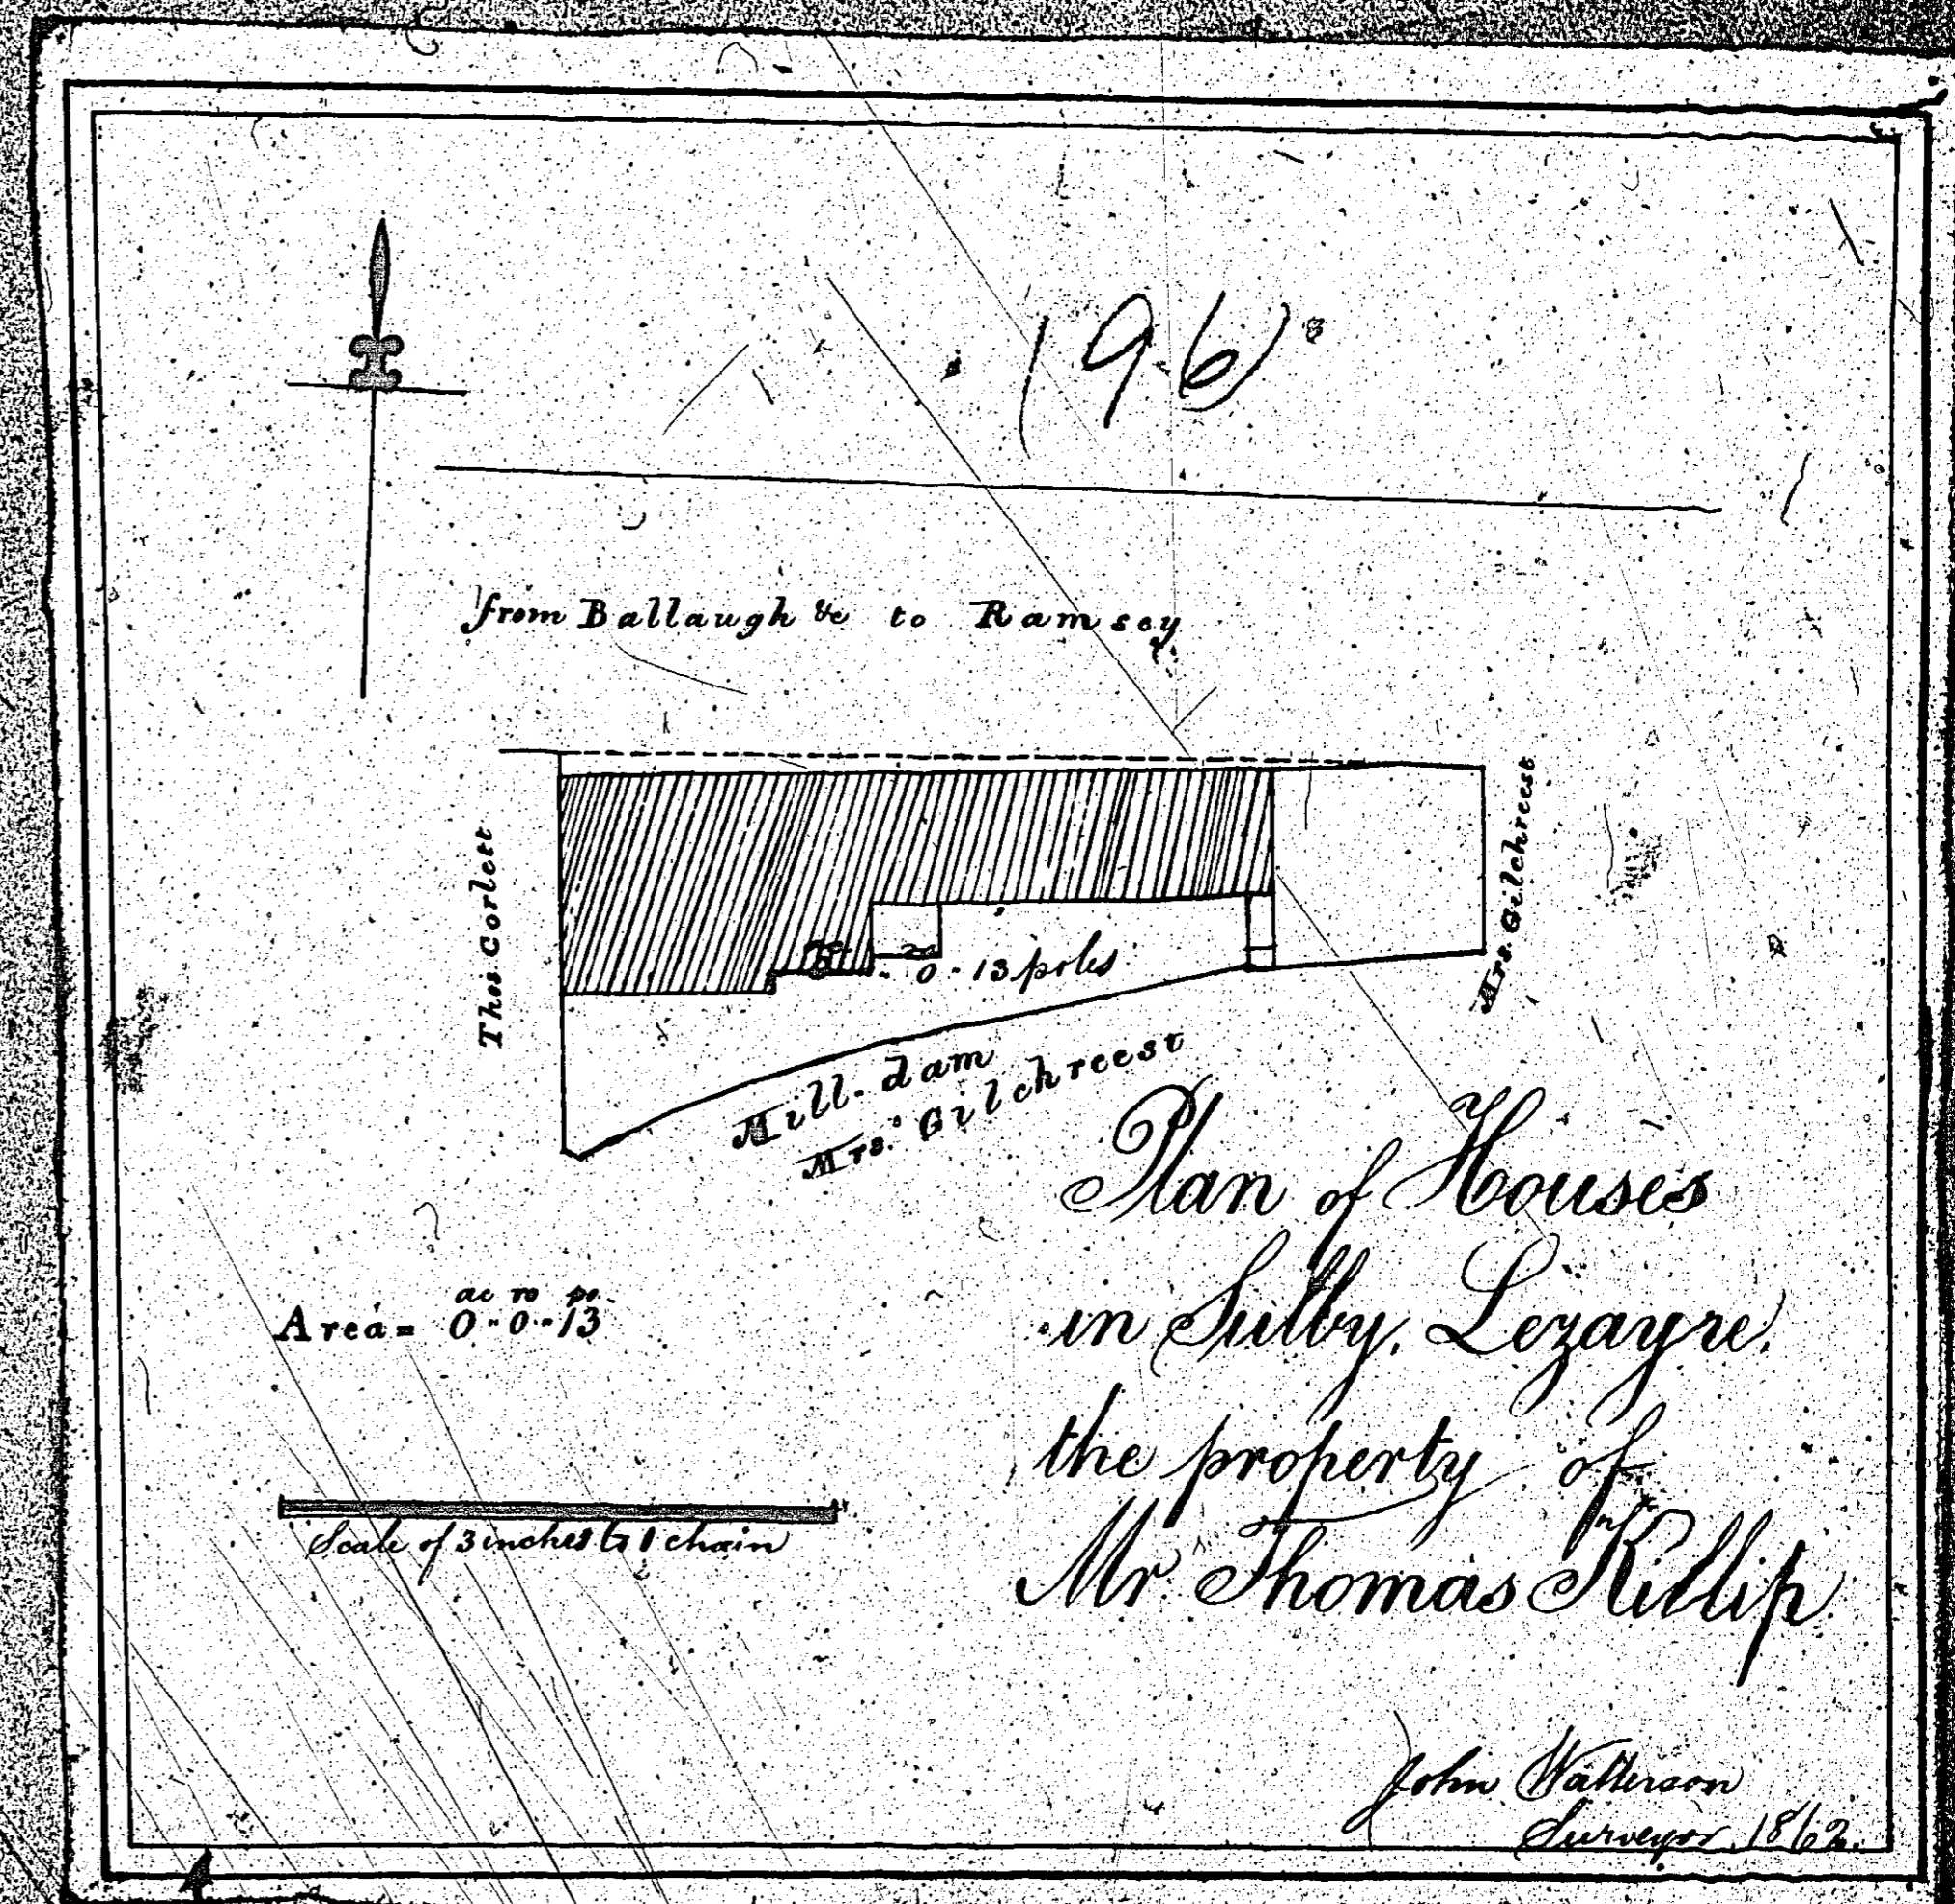 196
from Ballaugh &c to Ramsey
Thos Corlett
Mrs. Gilchreest
0 - 13 poles
Mill-dam
Mrs. Gilchreest
Plan of Houses
in Sulby, Lezayre,
the property of
Mr Thomas Killip.
ac ro po.
Area = 0-0-13
Scale of 3 inches to 1 chain
John Watterson
Surveyor, 1862.